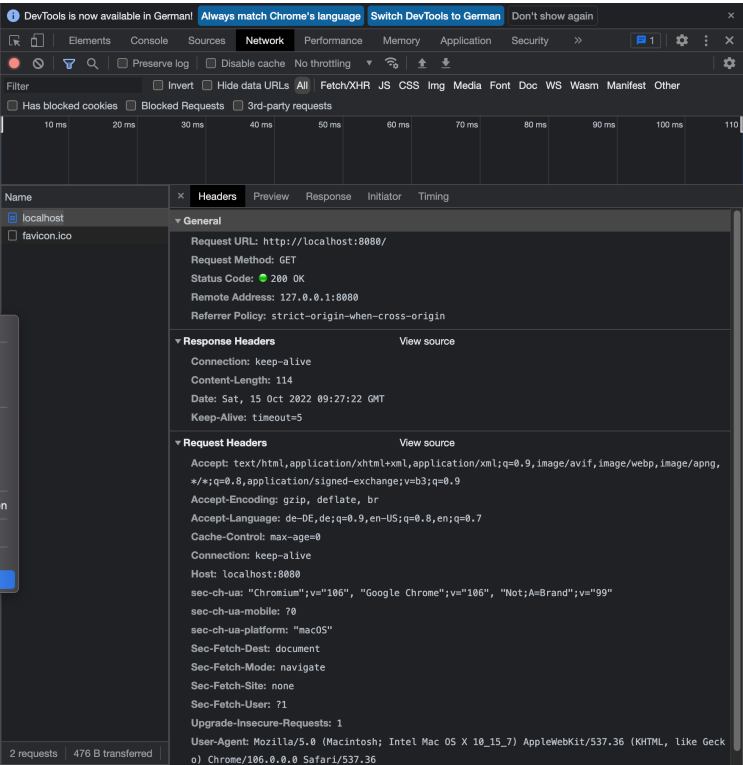 DevTools is now available in German! Always match Chrome's language Switch DevTools to German Don't show again ×
Elements Console Sources Network Performance Memory Application Security » 1
Preserve log Disable cache No throttling
Filter Invert Hide data URLs All Fetch/XHR JS CSS Img Media Font Doc WS Wasm Manifest Other
Has blocked cookies Blocked Requests 3rd-party requests
10 ms 20 ms 30 ms 40 ms 50 ms 60 ms 70 ms 80 ms 90 ms 100 ms 110
Name × Headers Preview Response Initiator Timing
localhost
favicon.ico
General
Request URL: http://localhost:8080/
Request Method: GET
Status Code: 200 OK
Remote Address: 127.0.0.1:8080
Referrer Policy: strict-origin-when-cross-origin
Response Headers View source
Connection: keep-alive
Content-Length: 114
Date: Sat, 15 Oct 2022 09:27:22 GMT
Keep-Alive: timeout=5
Request Headers View source
Accept: text/html,application/xhtml+xml,application/xml;q=0.9,image/avif,image/webp,image/apng,
*/*;q=0.8,application/signed-exchange;v=b3;q=0.9
Accept-Encoding: gzip, deflate, br
Accept-Language: de-DE,de;q=0.9,en-US;q=0.8,en;q=0.7
Cache-Control: max-age=0
Connection: keep-alive
Host: localhost:8080
sec-ch-ua: "Chromium";v="106", "Google Chrome";v="106", "Not;A=Brand";v="99"
sec-ch-ua-mobile: ?0
sec-ch-ua-platform: "macOS"
Sec-Fetch-Dest: document
Sec-Fetch-Mode: navigate
Sec-Fetch-Site: none
Sec-Fetch-User: ?1
Upgrade-Insecure-Requests: 1
User-Agent: Mozilla/5.0 (Macintosh; Intel Mac OS X 10_15_7) AppleWebKit/537.36 (KHTML, like Geck
o) Chrome/106.0.0.0 Safari/537.36
2 requests 476 B transferred